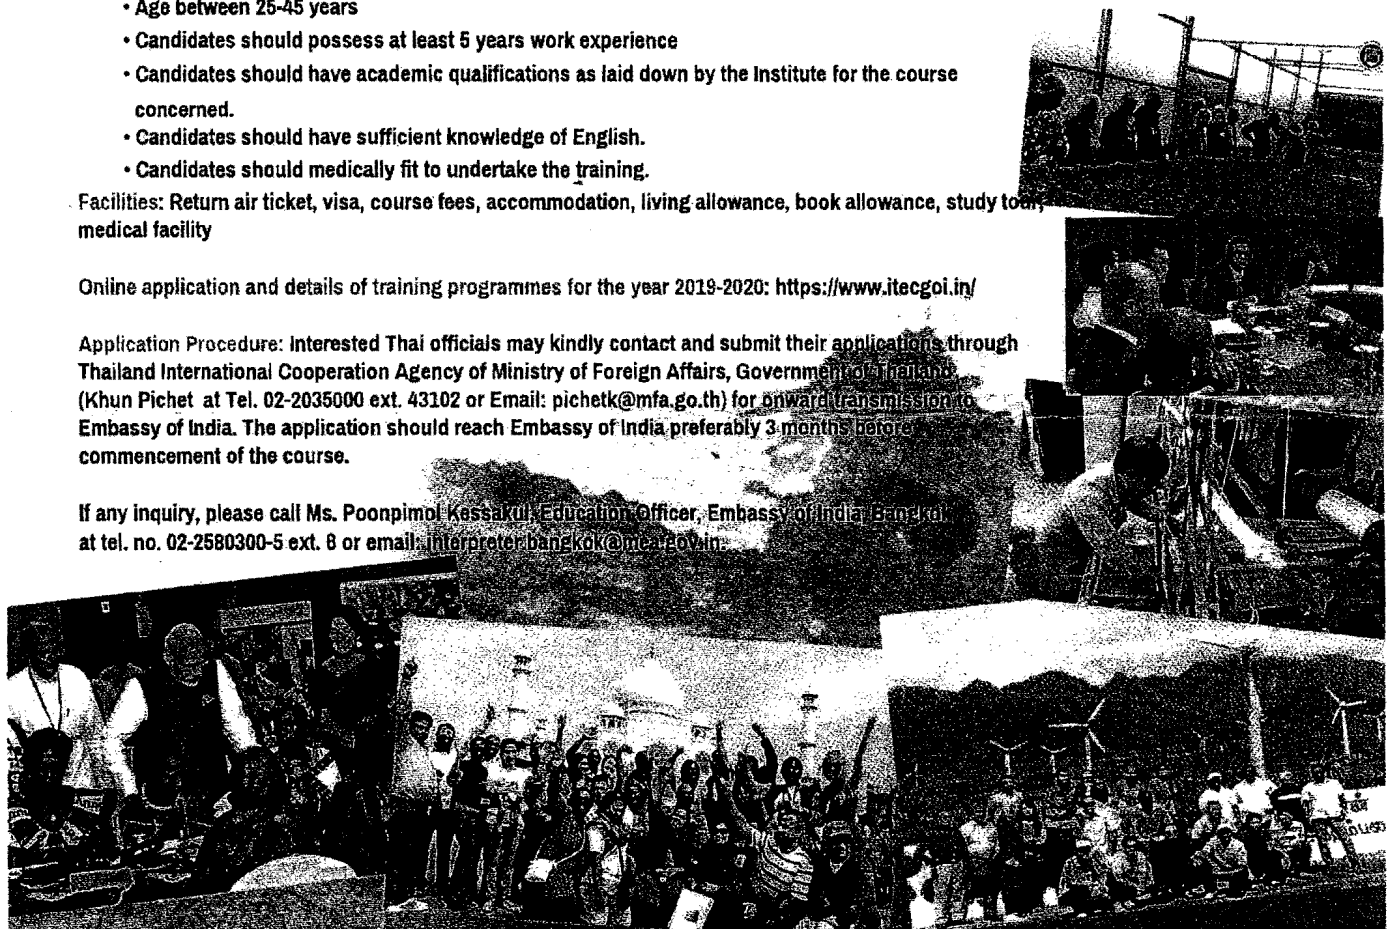 • Age between 25-45 years
• Candidates should possess at least 5 years work experience
• Candidates should have academic qualifications as laid down by the Institute for the course
concerned.
• Candidates should have sufficient knowledge of English.
• Candidates should medically fit to undertake the training.
Facilities: Return air ticket, visa, course fees, accommodation, living allowance, book allowance, study tour,
medical facility
Online application and details of training programmes for the year 2019-2020: https://www.itecgoi.in/
Application Procedure: Interested Thai officials may kindly contact and submit their applications through
Thailand International Cooperation Agency of Ministry of Foreign Affairs, Government of Thailand
(Khun Pichet at Tel. 02-2035000 ext. 43102 or Email: pichetk@mfa.go.th) for onward transmission to
Embassy of India. The application should reach Embassy of India preferably 3 months before
commencement of the course.
If any inquiry, please call Ms. Poonpimol Kessakul, Education Officer, Embassy of India, Bangkok
at tel. no. 02-2580300-5 ext. 8 or email: interpreter.bangkok@mea.gov.in.